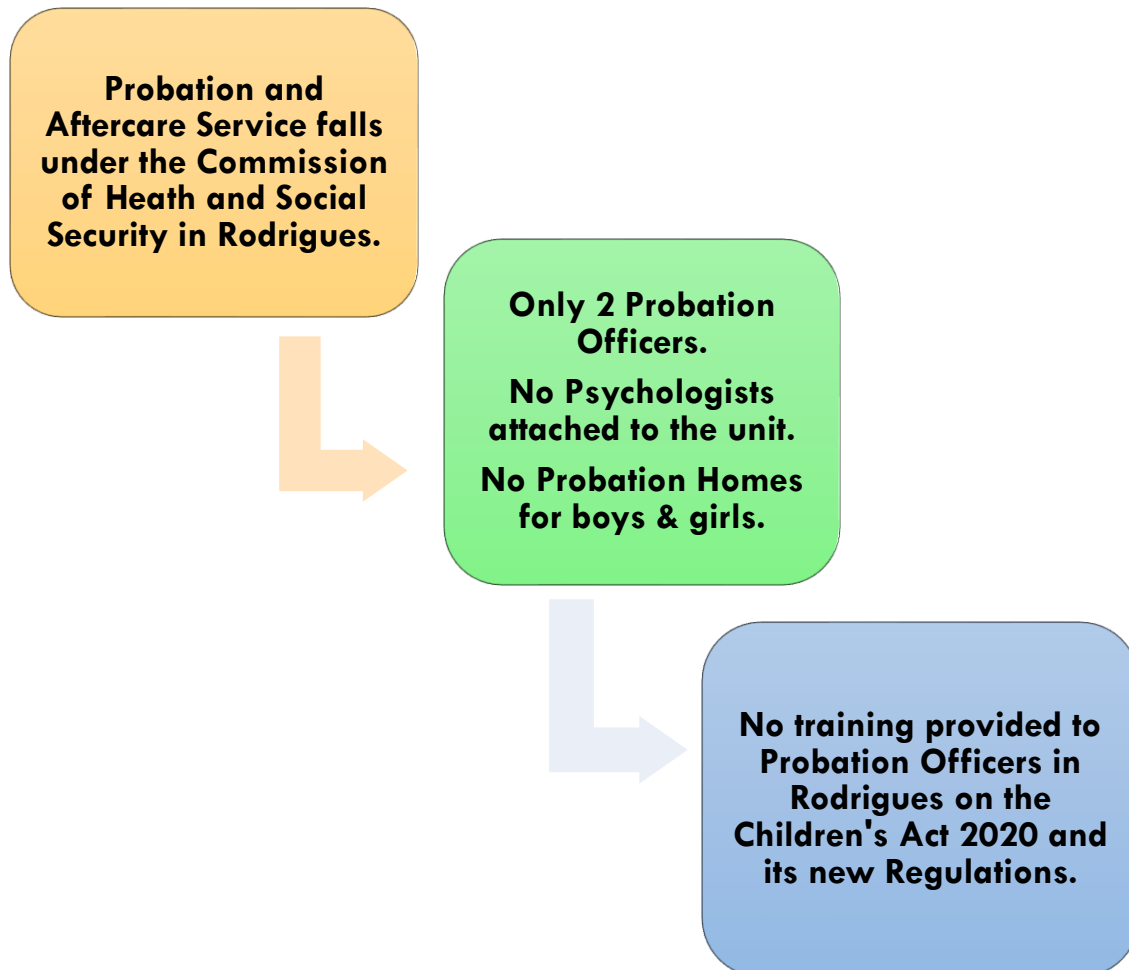 Probation and
Aftercare Service falls
under the Commission
of Heath and Social
Security in Rodrigues.
Only 2 Probation
Officers.
No Psychologists
attached to the unit.
No Probation Homes
for boys & girls.
No training provided to
Probation Officers in
Rodrigues on the
Children's Act 2020 and
its new Regulations.